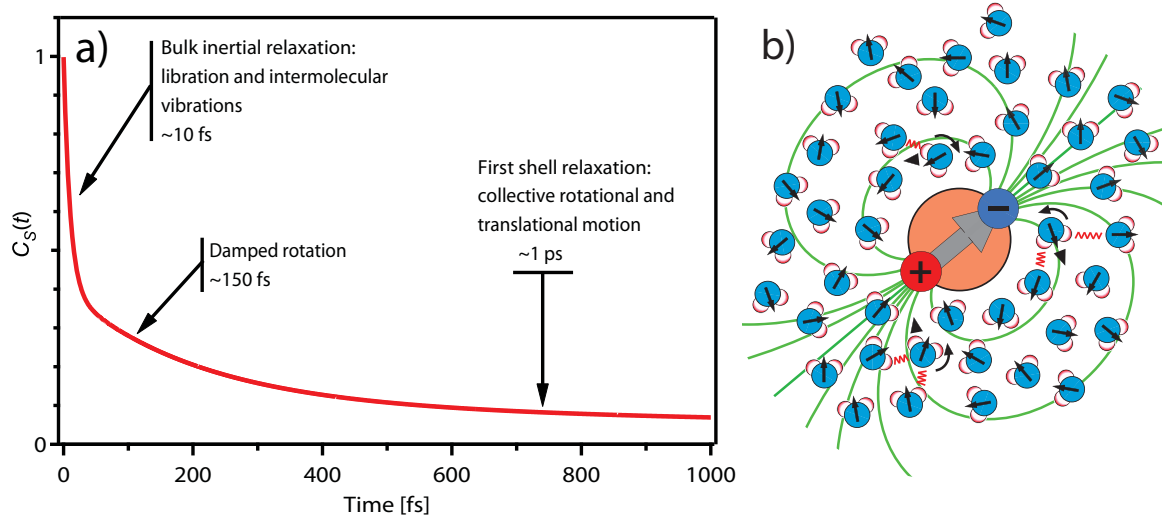 a)
Bulk inertial relaxation:
libration and intermolecular
vibrations
~10 fs
Damped rotation
~150 fs
First shell relaxation:
collective rotational and
translational motion
~1 ps
1
0
C_S(t)
0
200
400
600
800
1000
Time [fs]
b)
−
+